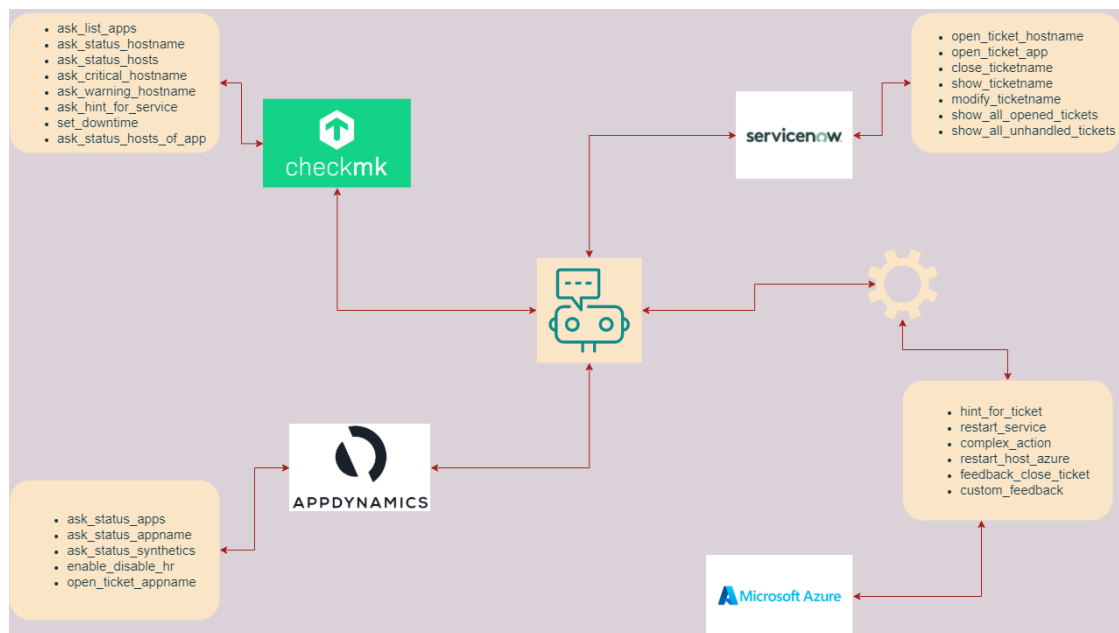 ask_list_apps
ask_status_hostname
ask_status_hosts
ask_critical_hostname
ask_warning_hostname
ask_hint_for_service
set_downtime
ask_status_hosts_of_app
checkmk
servicenow
open_ticket_hostname
open_ticket_app
close_ticketname
show_ticketname
modify_ticketname
show_all_opened_tickets
show_all_unhandled_tickets
APPDYNAMICS
ask_status_apps
ask_status_appname
ask_status_synthetics
enable_disable_hr
open_ticket_appname
hint_for_ticket
restart_service
complex_action
restart_host_azure
feedback_close_ticket
custom_feedback
Microsoft Azure